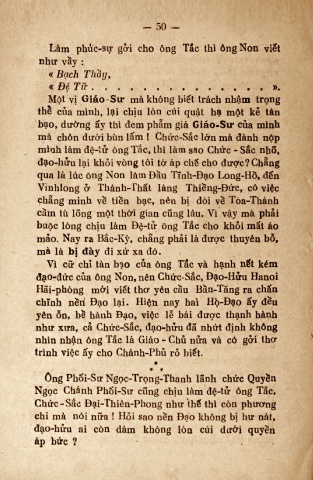 — 50 —
Làm phúc-sự gởi cho ông Tắc thì ông Non viết
như vầy :
« Bạch Thầy,
« Đệ Tử . . . . . . . . . . . . . ».
Một vị Giáo-Sư mà không biết trách nhậm trọng
thể của mình, lại chịu lòn cúi quạt hạ một kẻ tàn
bạo, dường ấy thì đem phẩm giá Giáo-Sư của mình
mà chôn dưới bùn lấm ! Chức-Sắc lớn mà đành nóp
mình làm đệ-tử ông Tắc, thì làm sao Chức - Sắc nhỏ,
đạo-hữu lại khỏi vòng tôi tớ áp chế cho được? Chẳng
qua là lúc ông Non làm Đầu Tỉnh-Đạo Long-Hồ, đến
Vinhlong ở Thánh-Thất làng Thiềng-Đức, có việc
chẳng minh về tiền bạc, nên bị đòi về Toa-Thánh
cầm tù lõng một thời gian cũng lâu. Vì vậy mà phải
buộc lòng chịu làm Đệ-tử ông Tắc cho khỏi mất áo
mão. Nay ra Bắc-Kỳ, chẳng phải là được thuyên bổ,
mà là bị đày đi xứ xa đó.
Vì cữ chỉ tàn bạo của ông Tắc và hạnh nết kém
đạo-đức của ông Non, nên Chức-Sắc, Đạo-Hữu Hanoi
Hải-phòng mới viết thơ yêu cầu Bần-Tăng ra chấn
chĩnh nền Đạo lại. Hiện nay hai Họ-Đạo ấy đều
yên ổn, bề hành Đạo, việc lễ bái được thạnh hành
như xưa, cả Chức-Sắc, đạo-hữu đã nhứt định không
nhìn nhận ông Tắc là Giáo - Chủ nữa và có gởi thơ
trình việc ấy cho Chánh-Phủ rỏ biết.
* * *
Ông Phối-Sư Ngọc-Trọng-Thanh lãnh chức Quyền
Ngọc Chánh Phối-Sư cũng chịu làm đệ-tử ông Tắc,
Chức - Sắc Đại-Thiên-Phong như thế thì còn phương
chi mà nói nữa ! Hỏi sao nền Đạo không bị hư nát,
đạo-hữu ai còn dám không lòn cúi dưới quyền
áp bức ?